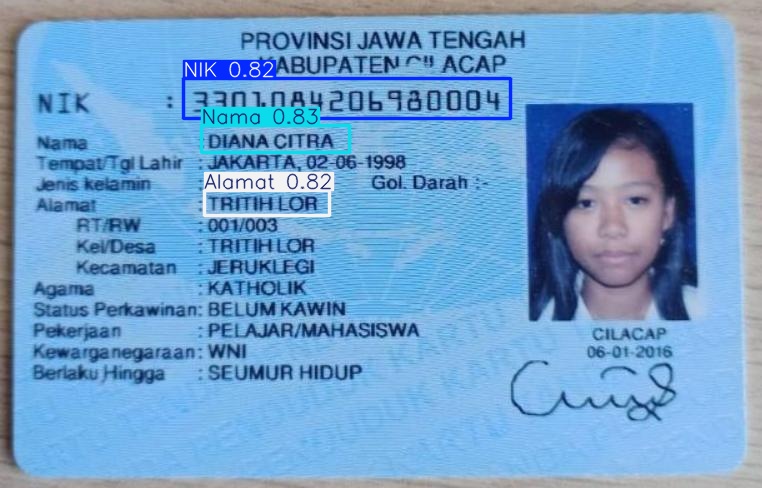 PROVINSI JAWA TENGAH
KABUPATEN CILACAP
NIK 0.82
NIK : 3301084206980004
Nama 0.83
Nama : DIANA CITRA
Tempat/Tgl Lahir : JAKARTA, 02-06-1998
Alamat 0.82
Jenis kelamin : Gol. Darah :-
Alamat : TRITIH LOR
RT/RW : 001/003
Kel/Desa : TRITIH LOR
Kecamatan : JERUKLEGI
Agama : KATHOLIK
Status Perkawinan: BELUM KAWIN
Pekerjaan : PELAJAR/MAHASISWA
Kewarganegaraan: WNI
Berlaku Hingga : SEUMUR HIDUP
CILACAP
06-01-2016